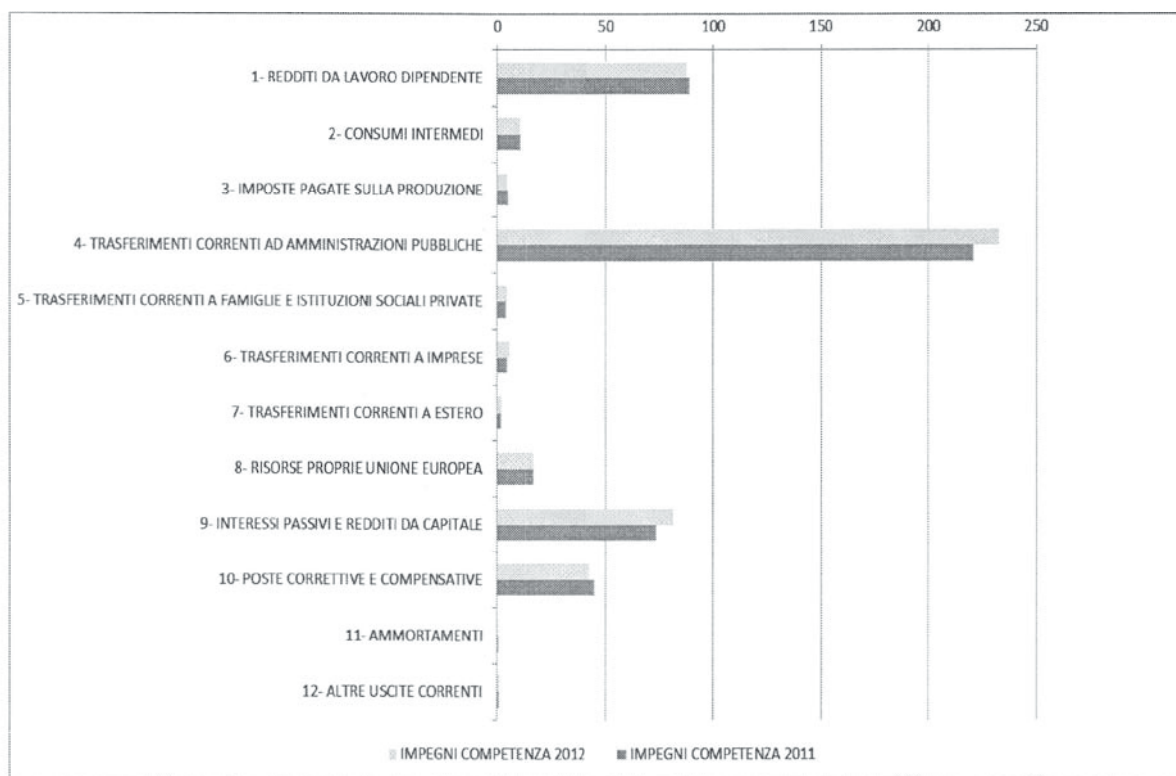 0 50 100 150 200 250
1- REDDITI DA LAVORO DIPENDENTE
2- CONSUMI INTERMEDI
3- IMPOSTE PAGATE SULLA PRODUZIONE
4- TRASFERIMENTI CORRENTI AD AMMINISTRAZIONI PUBBLICHE
5- TRASFERIMENTI CORRENTI A FAMIGLIE E ISTITUZIONI SOCIALI PRIVATE
6- TRASFERIMENTI CORRENTI A IMPRESE
7- TRASFERIMENTI CORRENTI A ESTERO
8- RISORSE PROPRIE UNIONE EUROPEA
9- INTERESSI PASSIVI E REDDITI DA CAPITALE
10- POSTE CORRETTIVE E COMPENSATIVE
11- AMMORTAMENTI
12- ALTRE USCITE CORRENTI
IMPEGNI COMPETENZA 2012 IMPEGNI COMPETENZA 2011